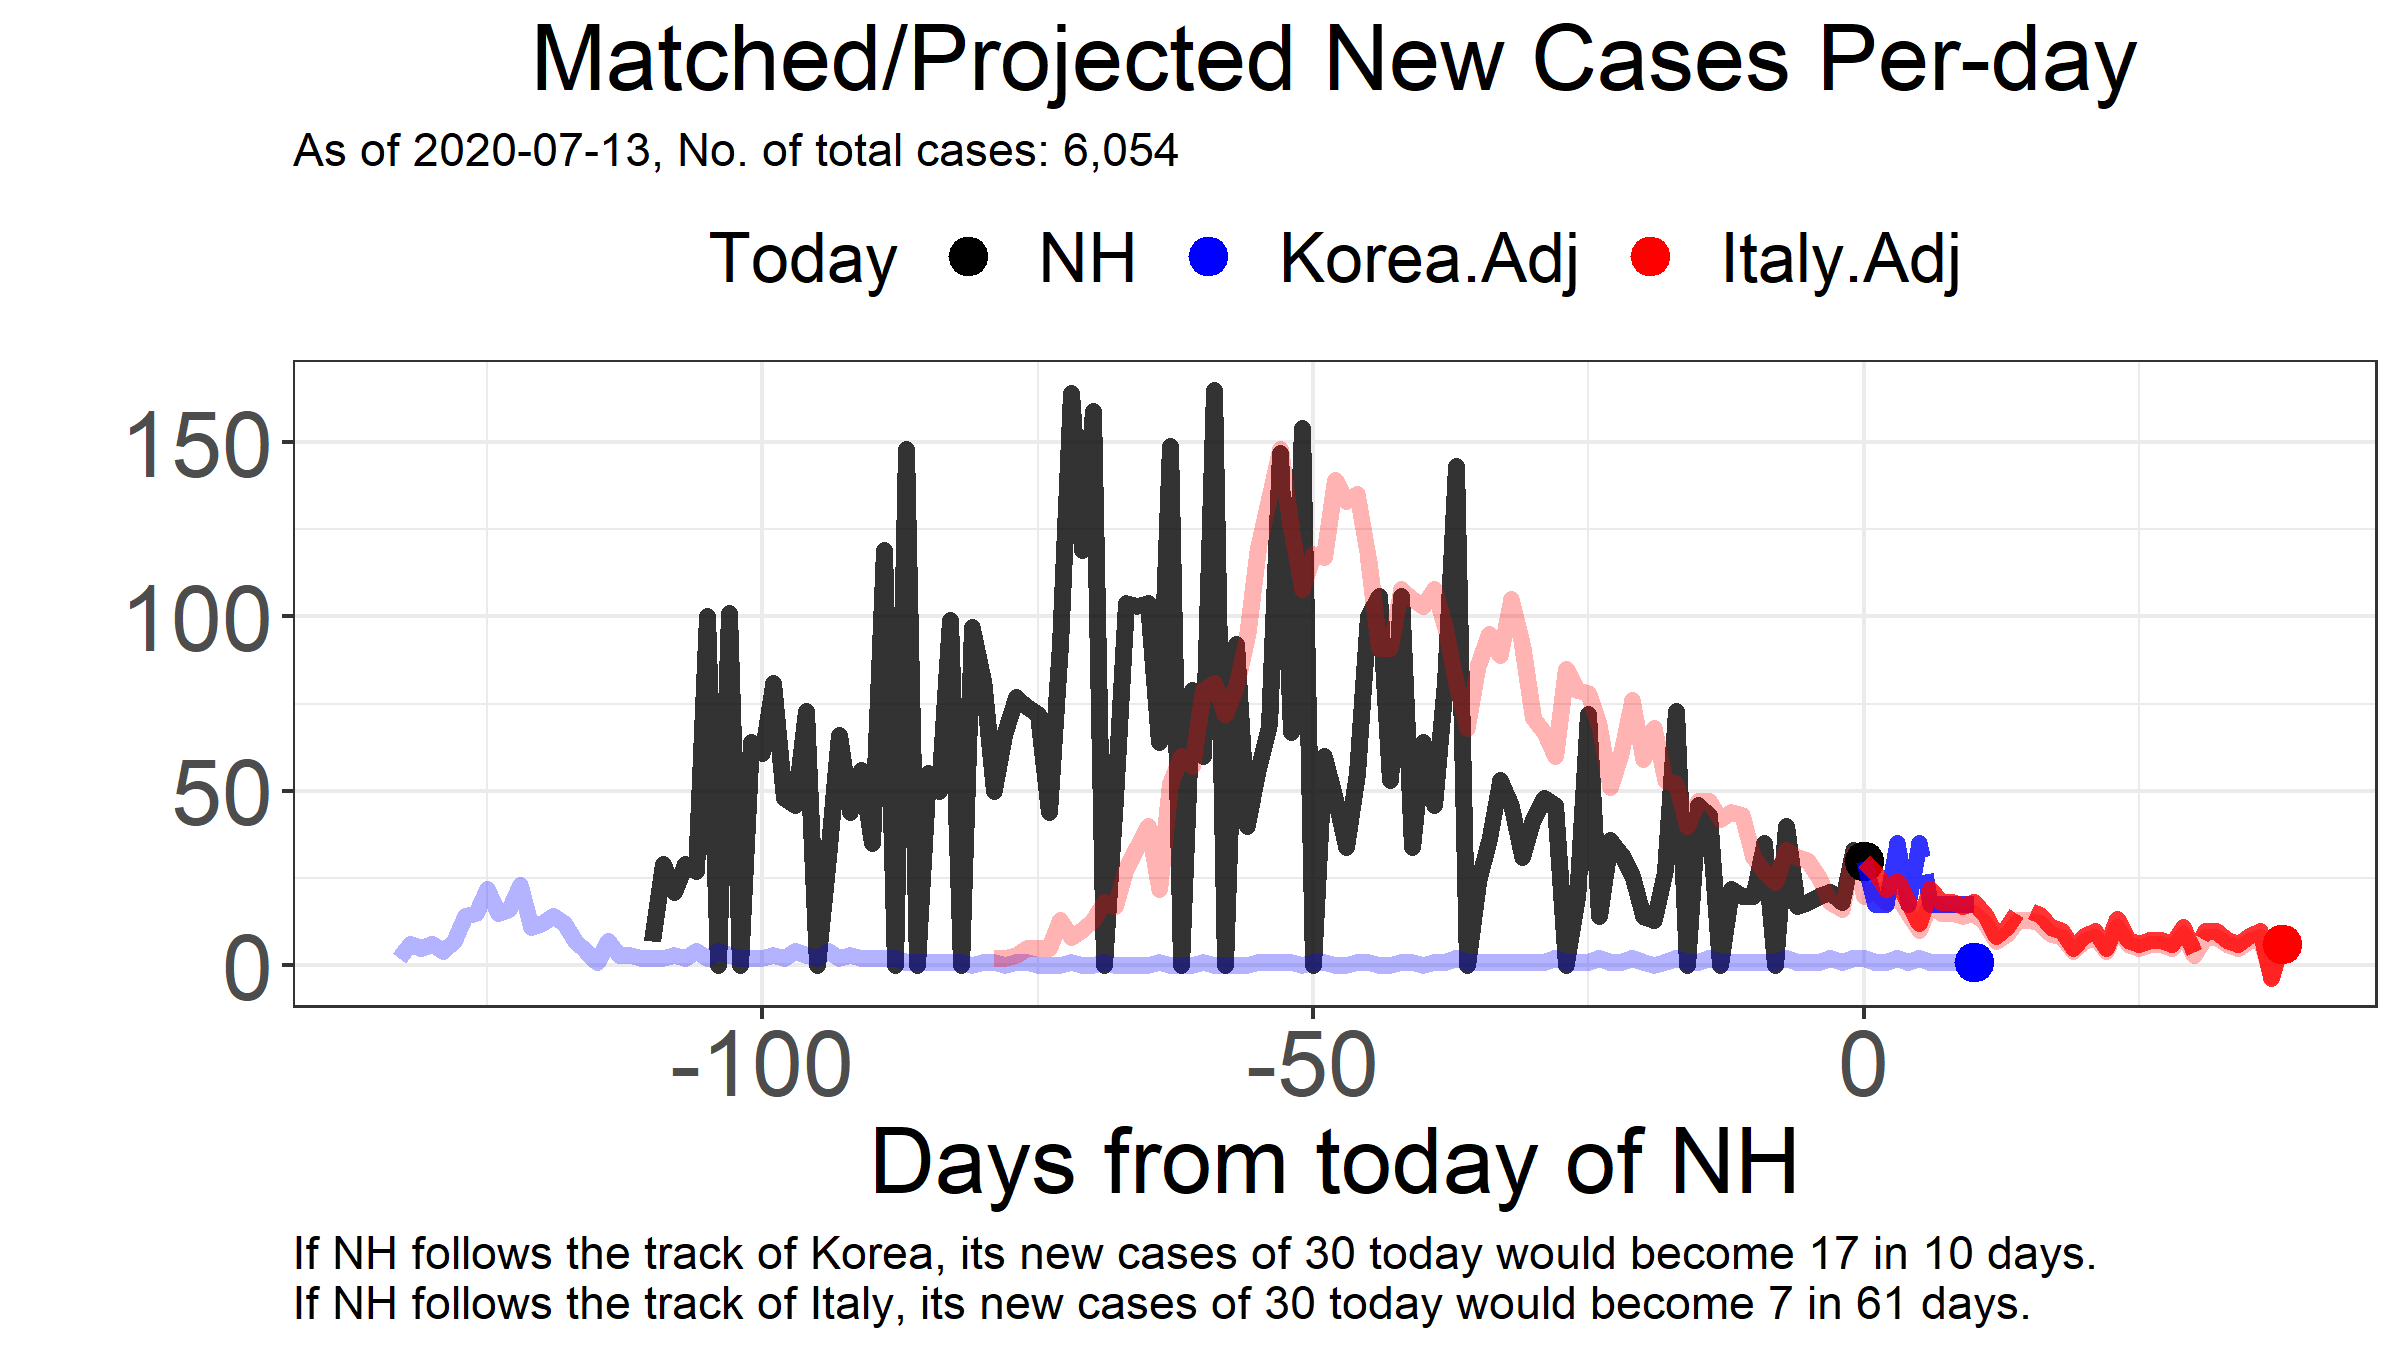 Matched/Projected New Cases Per-day
As of 2020-07-13, No. of total cases: 6,054
Today NH Korea.Adj Italy.Adj
150
100
50
0
-100 -50 0
Days from today of NH
If NH follows the track of Korea, its new cases of 30 today would become 17 in 10 days.
If NH follows the track of Italy, its new cases of 30 today would become 7 in 61 days.